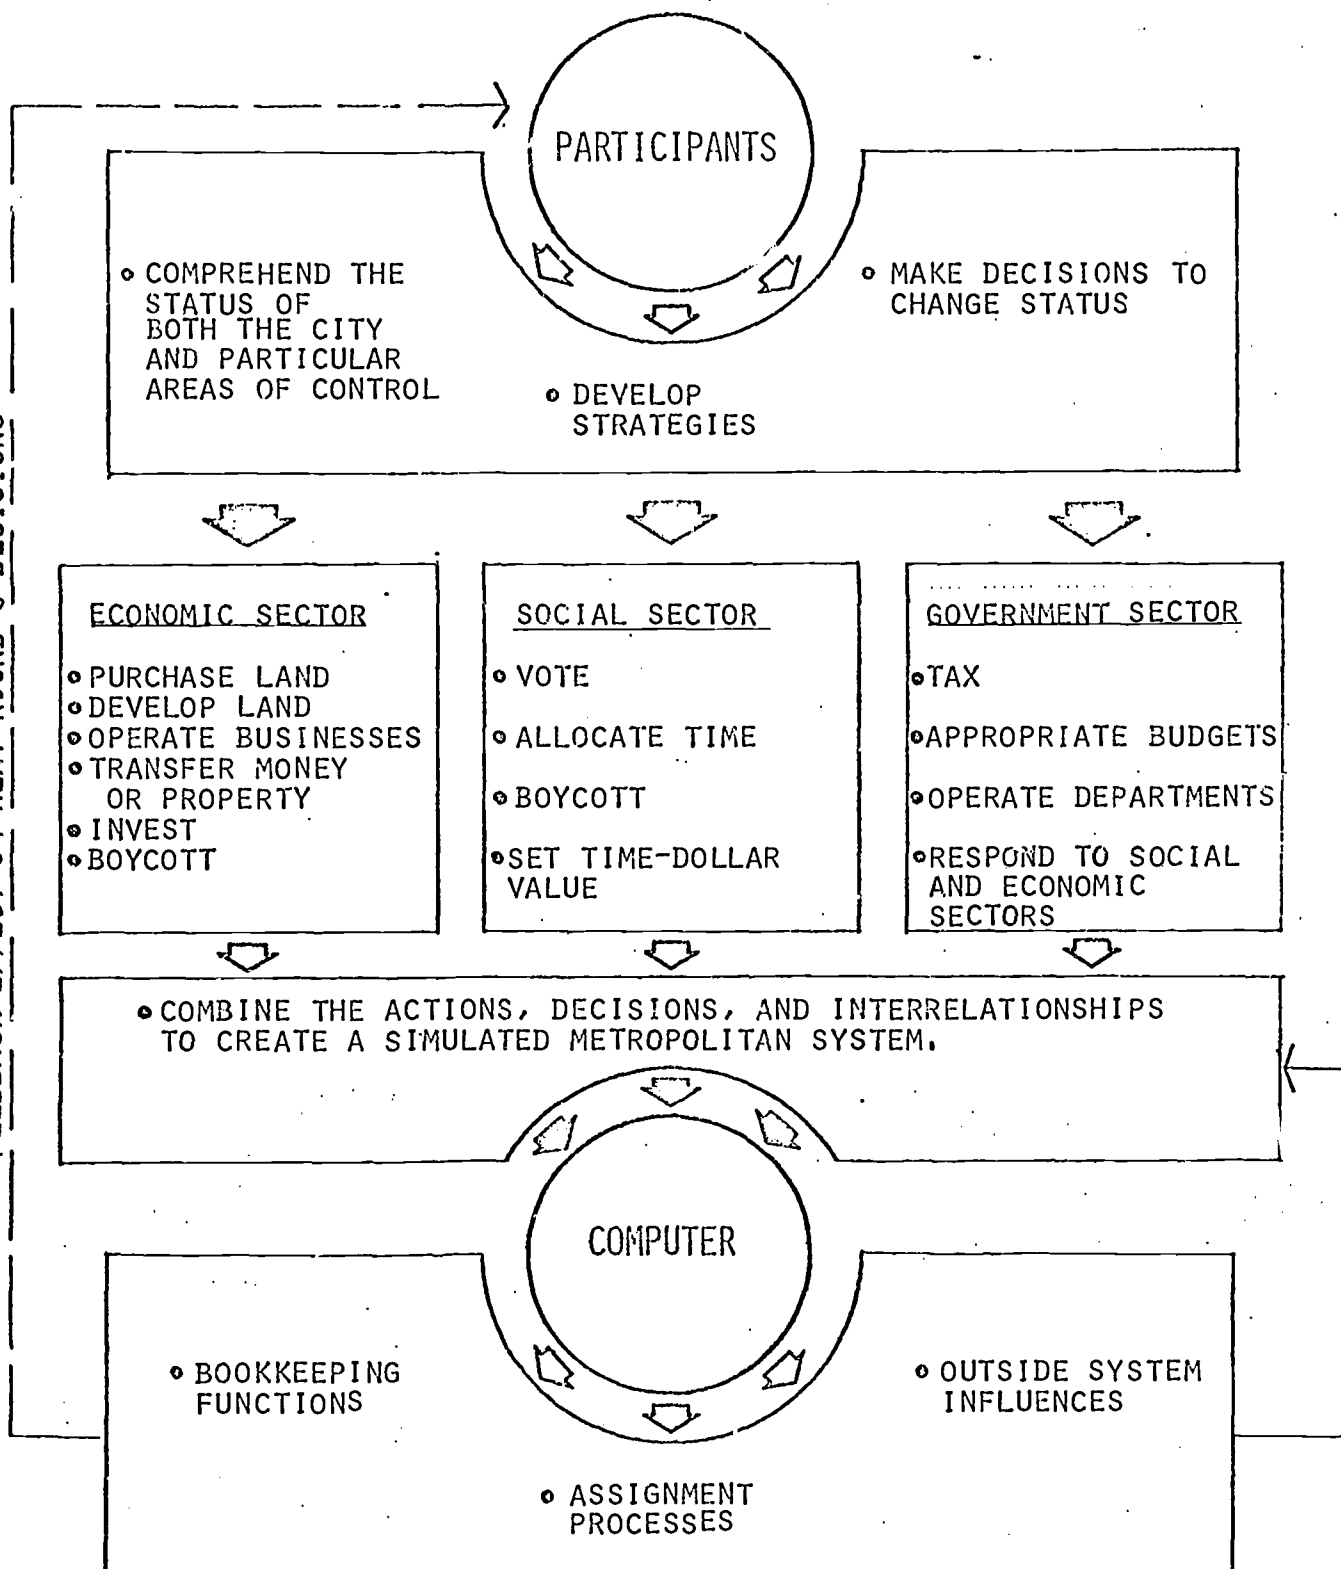 PARTICIPANTS
• COMPREHEND THE
STATUS OF
BOTH THE CITY
AND PARTICULAR
AREAS OF CONTROL
• DEVELOP
STRATEGIES
• MAKE DECISIONS TO
CHANGE STATUS
ECONOMIC SECTOR
• PURCHASE LAND
• DEVELOP LAND
• OPERATE BUSINESSES
• TRANSFER MONEY
OR PROPERTY
• INVEST
• BOYCOTT
SOCIAL SECTOR
• VOTE
• ALLOCATE TIME
• BOYCOTT
• SET TIME-DOLLAR
VALUE
GOVERNMENT SECTOR
• TAX
• APPROPRIATE BUDGETS
• OPERATE DEPARTMENTS
• RESPOND TO SOCIAL
AND ECONOMIC
SECTORS
• COMBINE THE ACTIONS, DECISIONS, AND INTERRELATIONSHIPS
TO CREATE A SIMULATED METROPOLITAN SYSTEM.
COMPUTER
• BOOKKEEPING
FUNCTIONS
• ASSIGNMENT
PROCESSES
• OUTSIDE SYSTEM
INFLUENCES